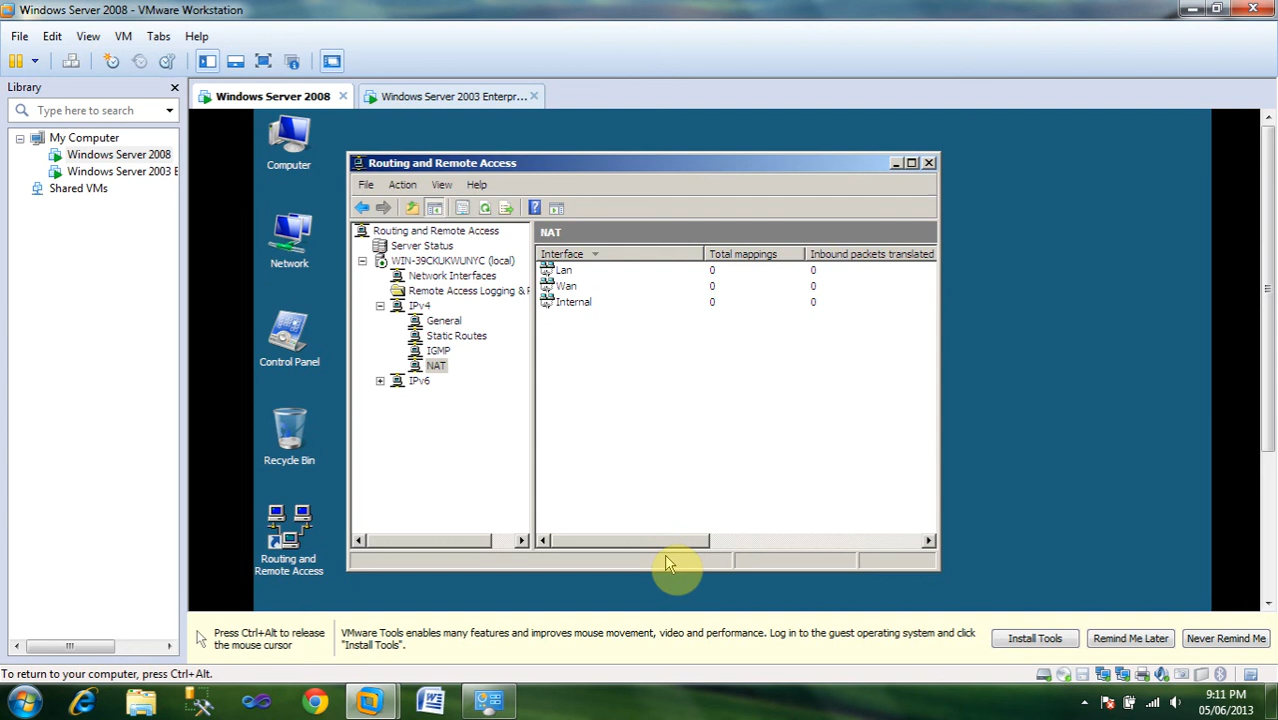 Windows Server 2008 - VMware Workstation
File Edit View VM Tabs Help
Library
Type here to search
My Computer
Windows Server 2008
Windows Server 2003 E
Shared VMs
Windows Server 2008
Windows Server 2003 Enterpr...
Computer
Network
Control Panel
Recycle Bin
Routing and
Remote Access
Routing and Remote Access
File Action View Help
Routing and Remote Access
Server Status
WIN-39CKUKWUNYC (local)
Network Interfaces
Remote Access Logging & F
IPv4
General
Static Routes
IGMP
NAT
IPv6
NAT
Interface Total mappings Inbound packets translated
Lan 0 0
Wan 0 0
Internal 0 0
Press Ctrl+Alt to release
the mouse cursor
VMware Tools enables many features and improves mouse movement, video and performance. Log in to the guest operating system and click
"Install Tools".
Install Tools
Remind Me Later
Never Remind Me
To return to your computer, press Ctrl+Alt.
9:11 PM
05/06/2013